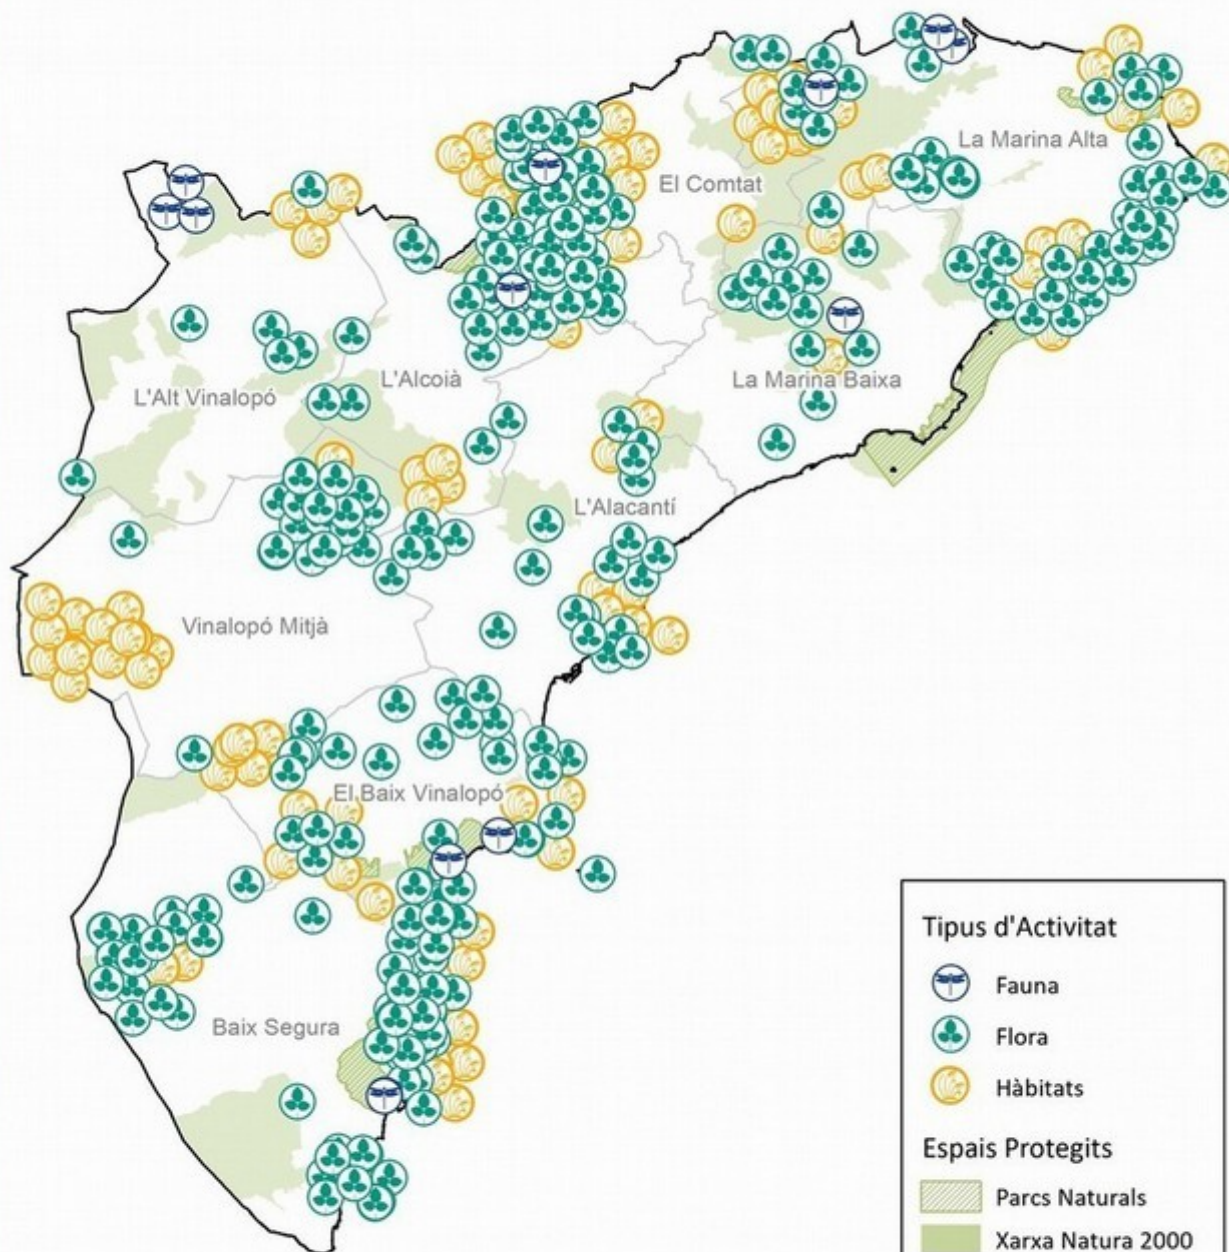 La Marina Alta
El Comtat
L'Alcoià
L'Alt Vinalopó
La Marina Baixa
L'Alacantí
Vinalopó Mitjà
El Baix Vinalopó
Baix Segura
Tipus d'Activitat
Fauna
Flora
Hàbitats
Espais Protegits
Parcs Naturals
Xarxa Natura 2000